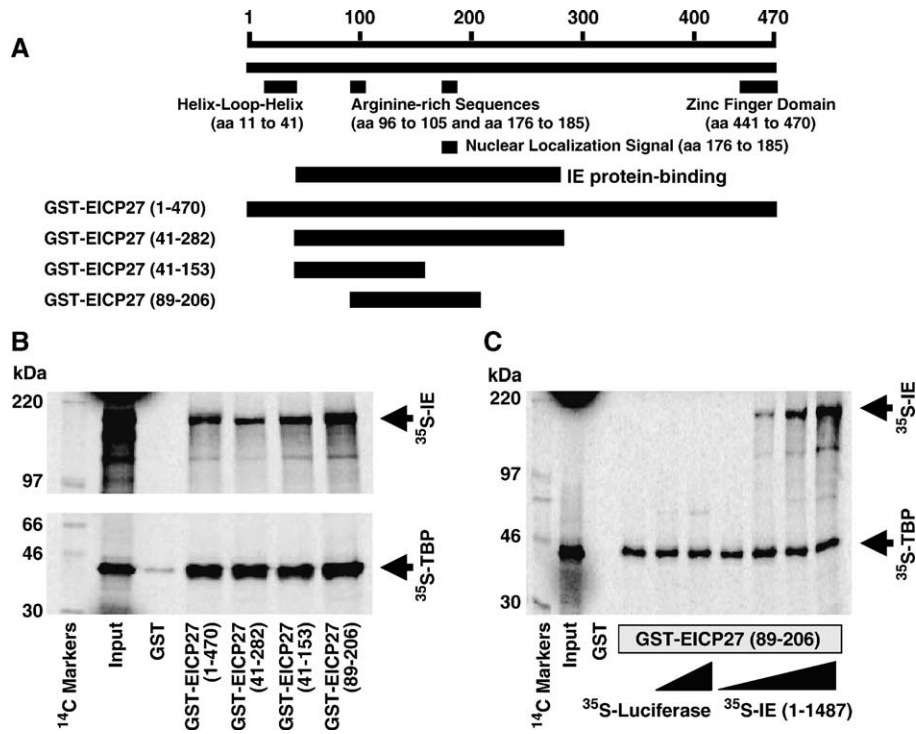 1 100 200 400 470
A
Helix-Loop-Helix
(aa 11 to 41)
Arginine-rich Sequences
(aa 96 to 105 and aa 176 to 185)
Zinc Finger Domain
(aa 441 to 470)
Nuclear Localization Signal (aa 176 to 185)
IE protein-binding
GST-EICP27 (1-470)
GST-EICP27 (41-282)
GST-EICP27 (41-153)
GST-EICP27 (89-206)
B
kDa
220
97
35S-IE
66
46
30
35S-TBP
14C Markers
Input
GST
GST-EICP27
(1-470)
GST-EICP27
(41-282)
GST-EICP27
(41-153)
GST-EICP27
(89-206)
C
kDa
220
97
46
30
35S-IE
35S-TBP
14C Markers
Input
GST
GST-EICP27 (89-206)
35S-Luciferase
35S-IE (1-1487)